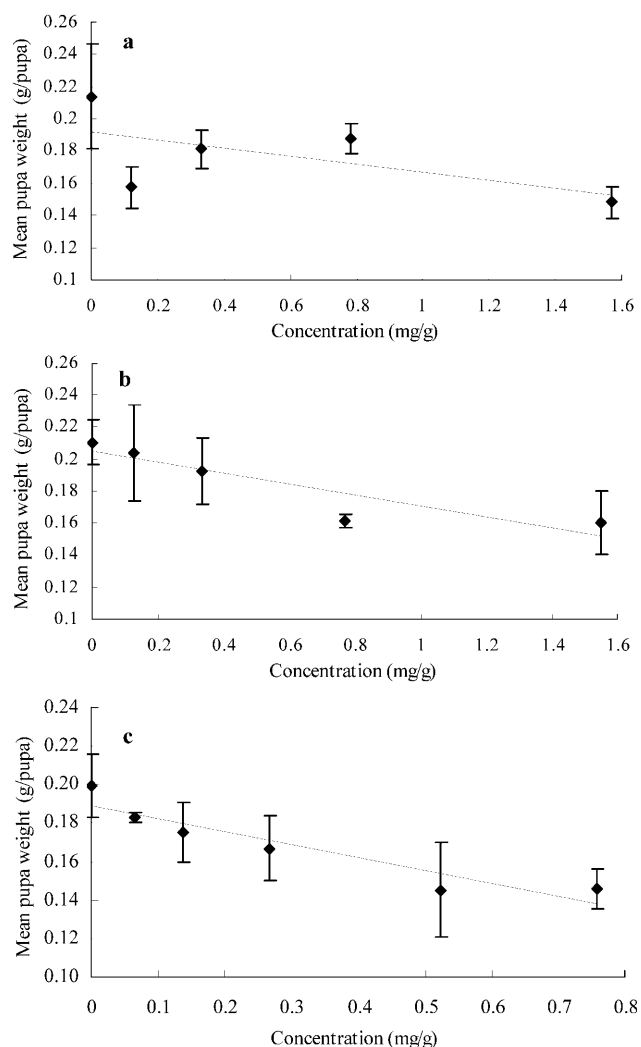 0.26
a
0.24
0.22
0.2
0.18
0.16
0.14
0.12
0.1
Mean pupa weight (g/pupa)
0 0.2 0.4 0.6 0.8 1 1.2 1.4 1.6
Concentration (mg/g)
0.26
b
0.24
0.22
0.2
0.18
0.16
0.14
0.12
0.1
Mean pupa weight (g/pupa)
0 0.2 0.4 0.6 0.8 1 1.2 1.4 1.6
Concentration (mg/g)
0.24
c
0.22
0.20
0.18
0.16
0.14
0.12
0.10
Mean pupa weight (g/pupa)
0 0.1 0.2 0.3 0.4 0.5 0.6 0.7 0.8
Concentration (mg/g)